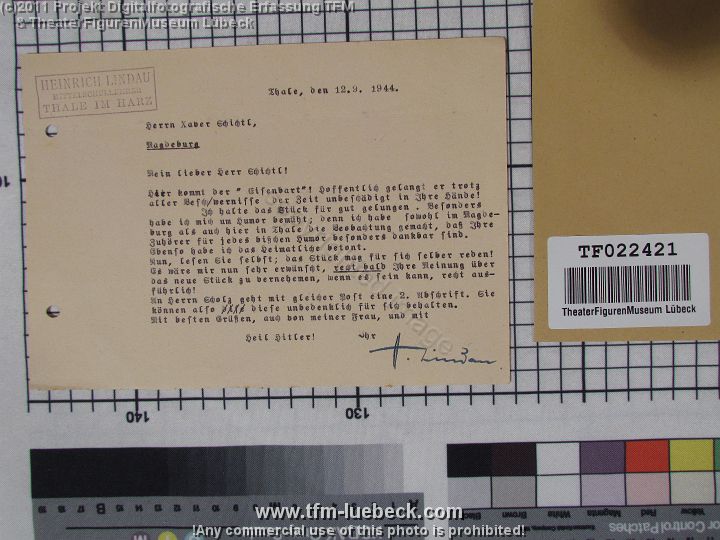 (c)2011 Projekt Digitalfotografische Erfassung TFM
& TheaterFigurenMuseum Lübeck
HEINRICH LINDAU
MITTELSCHULLEHRER
THALE IM HARZ
Thale, den 12.9. 1944.
Herrn Xaver Schichtl,
Magdeburg
Mein lieber Herr Schichtl!
Hier kommt der " Eisenbart"! Hoffentlich gelangt er trotz
aller Besch/wernisse der Zeit unbeschädigt in Ihre Hände!
Ich halte das Stück für gut gelungen . Besonders
habe ich mich um Humor bemüht; denn ich habe sowohl im Magde-
burg als auch hier in Thale die Beobachtung gemacht, daß Ihre
Zuhörer für jedes bißchen Humor besonders dankbar sind.
Ebenso habe ich das Heimatliche betont.
Nun, lesen Sie selbst; das Stück mag für sich selber reden!
Es wäre mir nun sehr erwünscht, recht bald Ihre Meinung über
das neue Stück zu vernehmen, wenn es sein kann, recht aus-
führlich!
An Herrn Scholz geht mit gleicher Post eine 2. Abschrift. Sie
können also diese unbedenklich für sich behalten.
Mit besten Grüßen, auch von meiner Frau, und mit
Heil Hitler! Ihr
H. Lindau.
TF022421
TheaterFigurenMuseum Lübeck
140
130
www.tfm-luebeck.com
!Any commercial use of this photo is prohibited!